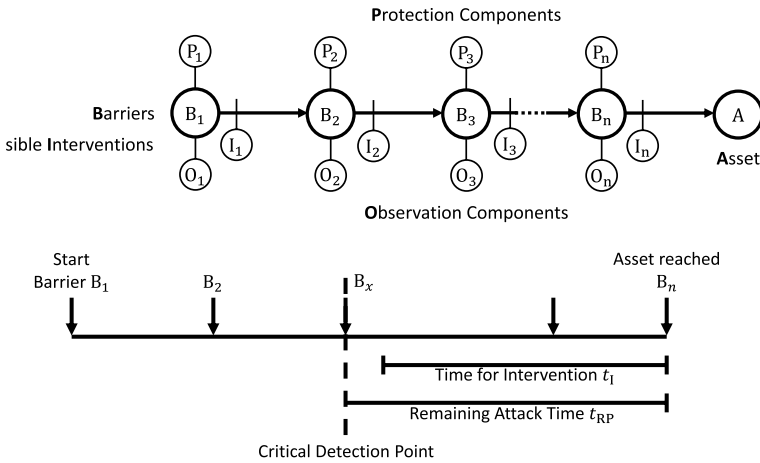 Protection Components
P1 P2 P3 Pn
Barriers B1 B2 B3 Bn A
sible Interventions I1 I2 I3 In
O1 O2 O3 On Asset
Observation Components
Start Asset reached
Barrier B1 B2 Bx Bn
Time for Intervention tI
Remaining Attack Time tRP
Critical Detection Point